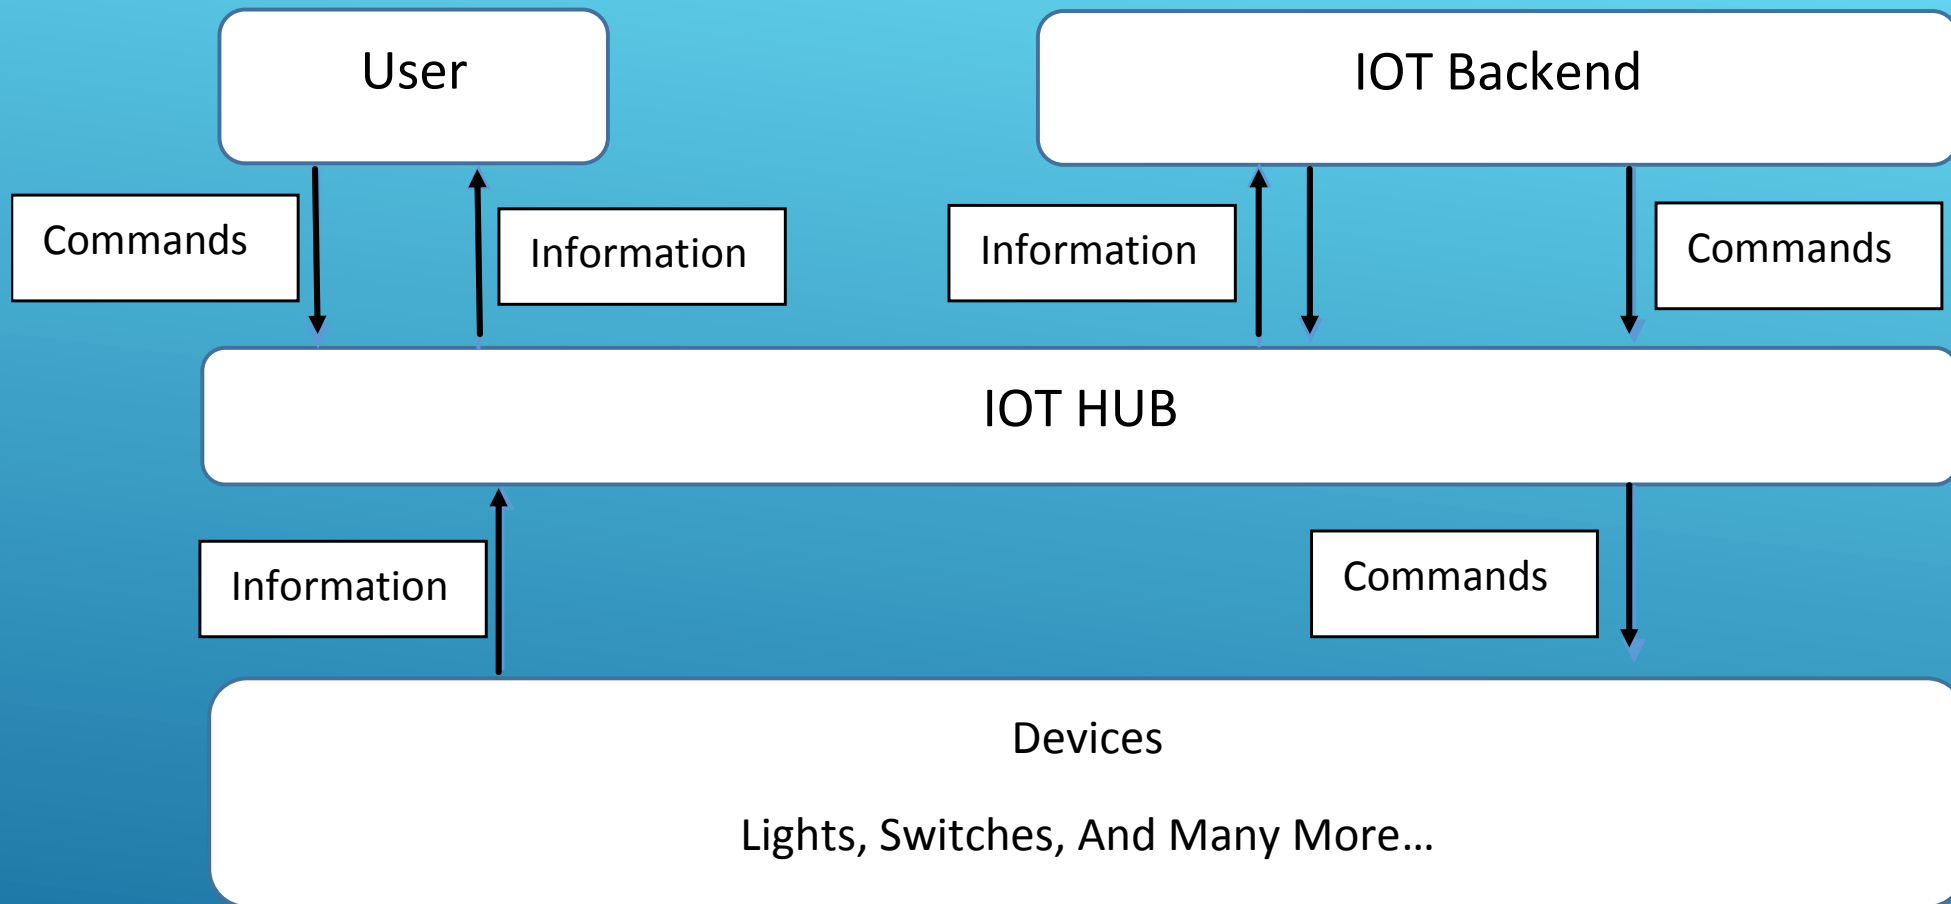 User
IOT Backend
Commands
Information
Information
Commands
IOT HUB
Information
Commands
Devices
Lights, Switches, And Many More…